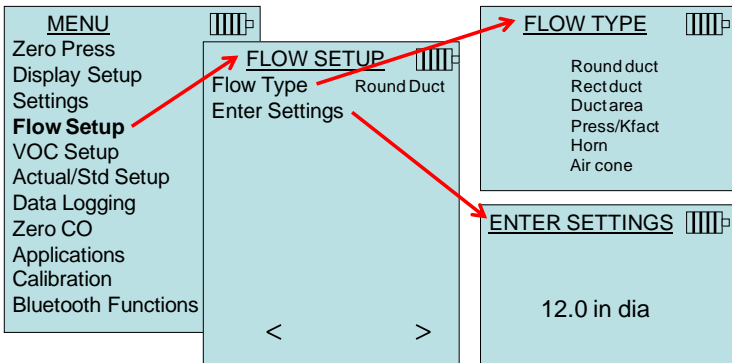 MENU
Zero Press
Display Setup
Settings
Flow Setup
VOC Setup
Actual/Std Setup
Data Logging
Zero CO
Applications
Calibration
Bluetooth Functions
FLOW SETUP
Flow Type Round Duct
Enter Settings
< >
FLOW TYPE
Round duct
Rect duct
Duct area
Press/Kfact
Horn
Air cone
ENTER SETTINGS
12.0 in dia